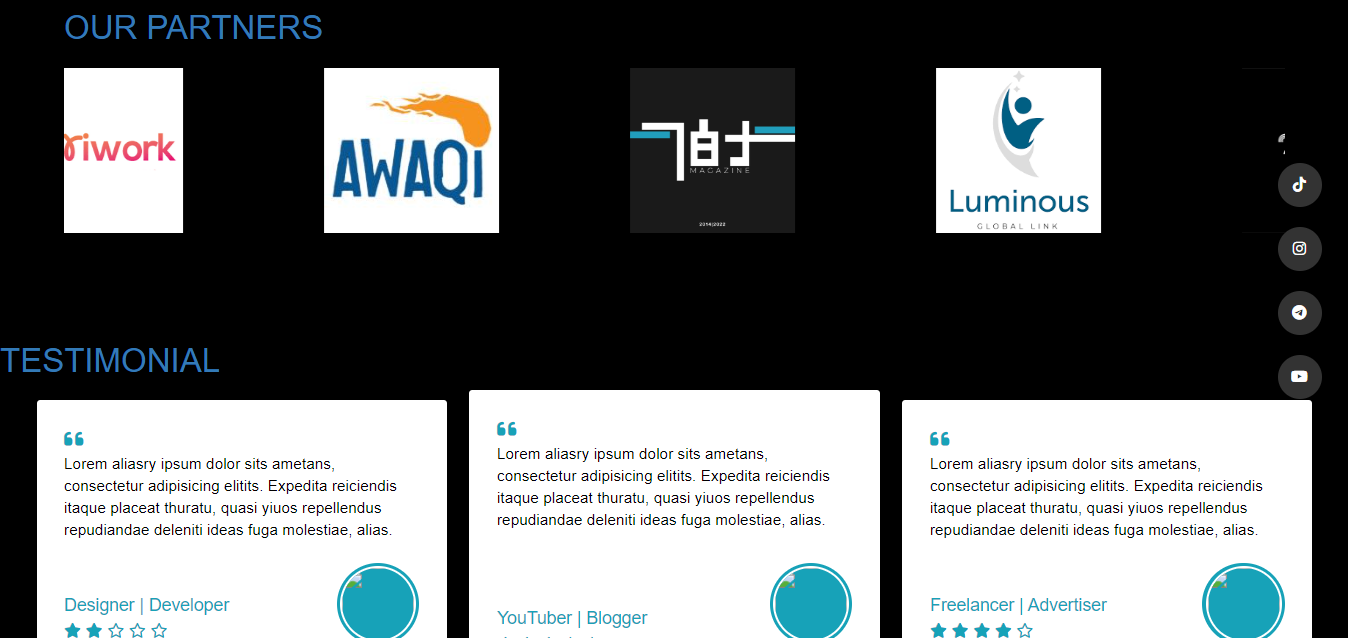 OUR PARTNERS
iwork
AWAQI
MAGAZINE
2014|2022
Luminous
GLOBAL LINK
TESTIMONIAL
Lorem aliasry ipsum dolor sits ametans,
consectetur adipisicing elitits. Expedita reiciendis
itaque placeat thuratu, quasi yiuos repellendus
repudiandae deleniti ideas fuga molestiae, alias.
Designer | Developer
Lorem aliasry ipsum dolor sits ametans,
consectetur adipisicing elitits. Expedita reiciendis
itaque placeat thuratu, quasi yiuos repellendus
repudiandae deleniti ideas fuga molestiae, alias.
YouTuber | Blogger
Lorem aliasry ipsum dolor sits ametans,
consectetur adipisicing elitits. Expedita reiciendis
itaque placeat thuratu, quasi yiuos repellendus
repudiandae deleniti ideas fuga molestiae, alias.
Freelancer | Advertiser